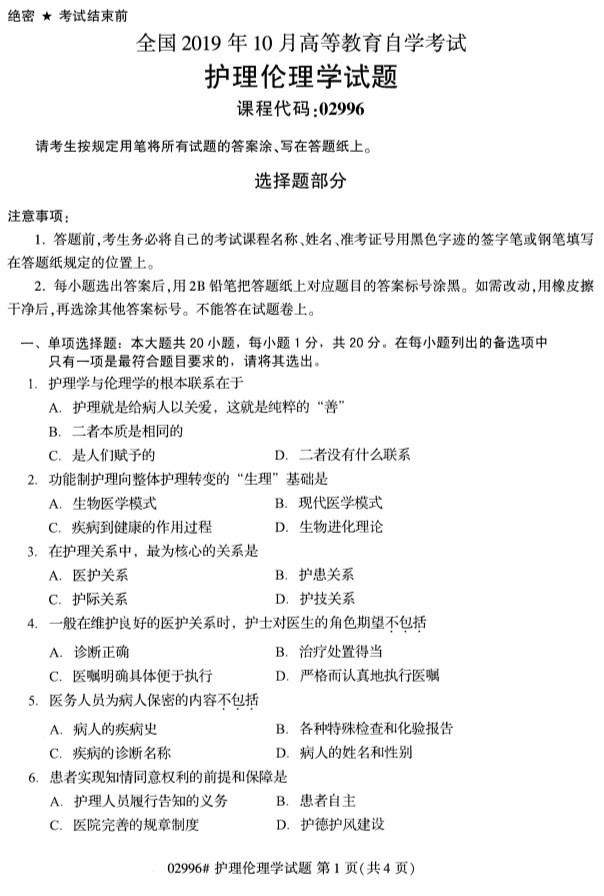 绝密 ★ 考试结束前
全国 2019 年 10 月高等教育自学考试
护理伦理学试题
课程代码:02996
请考生按规定用笔将所有试题的答案涂、写在答题纸上。
选择题部分
注意事项:
1. 答题前,考生务必将自己的考试课程名称、姓名、准考证号用黑色字迹的签字笔或钢笔填写
在答题纸规定的位置上。
2. 每小题选出答案后,用 2B 铅笔把答题纸上对应题目的答案标号涂黑。如需改动,用橡皮擦
干净后,再选涂其他答案标号。不能答在试题卷上。
一、单项选择题：本大题共 20 小题，每小题 1 分，共 20 分。在每小题列出的备选项中
只有一项是最符合题目要求的，请将其选出。
1. 护理学与伦理学的根本联系在于
A. 护理就是给病人以关爱，这就是纯粹的“善”
B. 二者本质是相同的
C. 是人们赋予的 D. 二者没有什么联系
2. 功能制护理向整体护理转变的“生理”基础是
A. 生物医学模式 B. 现代医学模式
C. 疾病到健康的作用过程 D. 生物进化理论
3. 在护理关系中，最为核心的关系是
A. 医护关系 B. 护患关系
C. 护际关系 D. 护技关系
4. 一般在维护良好的医护关系时，护士对医生的角色期望不包括
A. 诊断正确 B. 治疗处置得当
C. 医嘱明确具体便于执行 D. 严格而认真地执行医嘱
5. 医务人员为病人保密的内容不包括
A. 病人的疾病史 B. 各种特殊检查和化验报告
C. 疾病的诊断名称 D. 病人的姓名和性别
6. 患者实现知情同意权利的前提和保障是
A. 护理人员履行告知的义务 B. 患者自主
C. 医院完善的规章制度 D. 护德护风建设
02996# 护理伦理学试题 第 1 页(共 4 页)